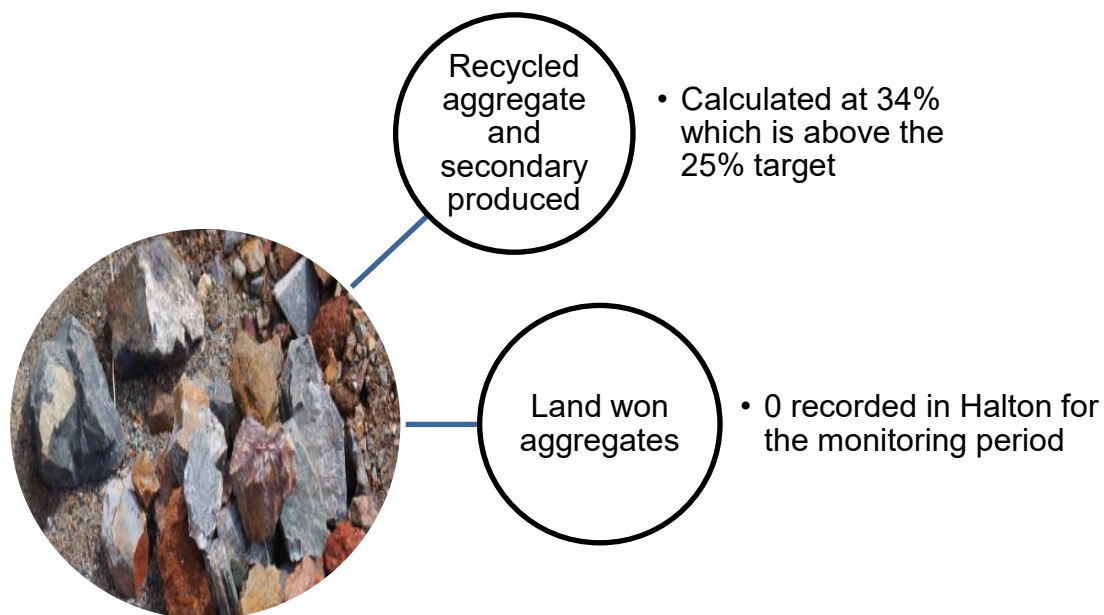 Recycled
aggregate
and
secondary
produced
• Calculated at 34%
which is above the
25% target
Land won
aggregates
• 0 recorded in Halton for
the monitoring period